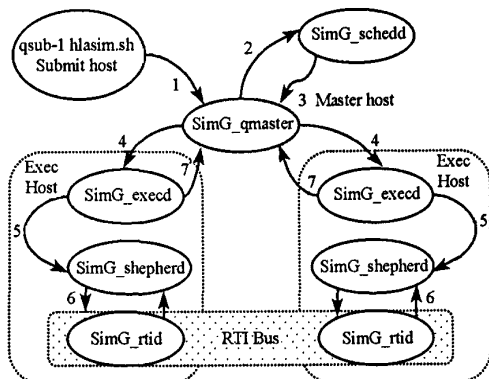 qsub-1 hlasim.sh
Submit host
1
2
SimG_schedd
3 Master host
SimG_qmaster
4
4
Exec
Host
7
SimG_execd
5
SimG_shepherd
6
SimG_rtid
7
Exec
Host
SimG_execd
5
SimG_shepherd
6
SimG_rtid
RTI Bus